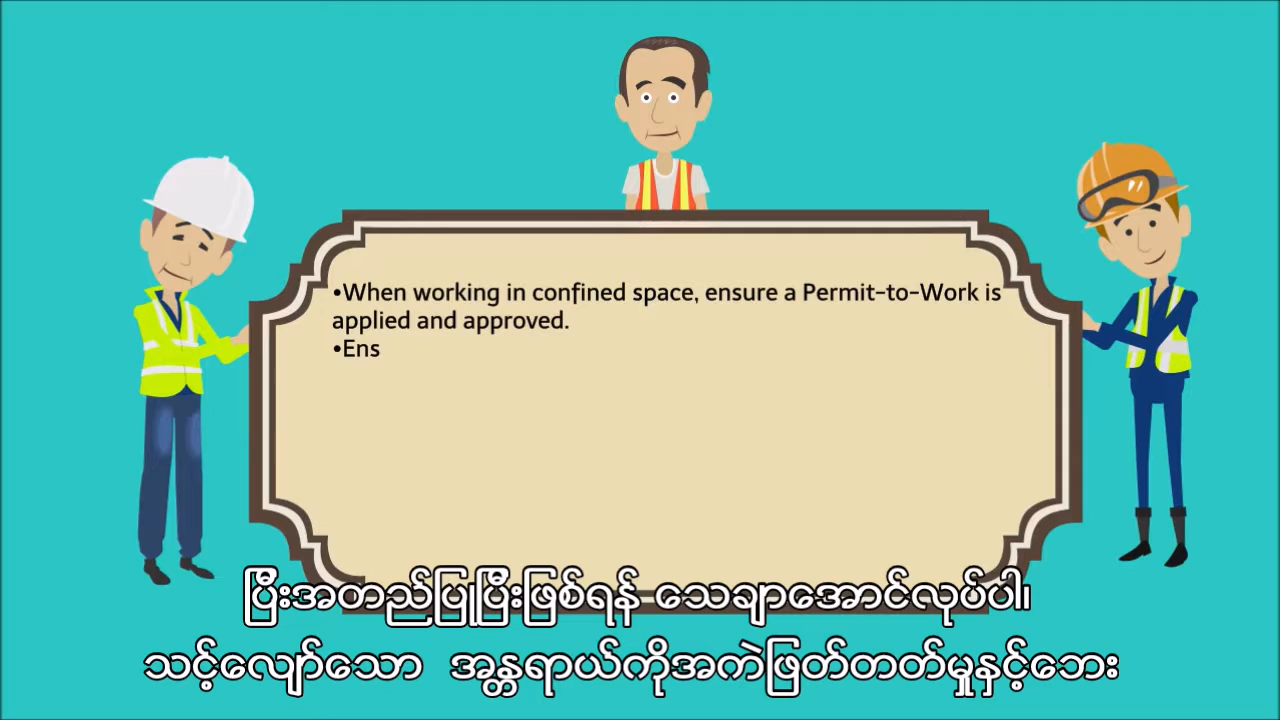 •When working in confined space, ensure a Permit-to-Work is
applied and approved.
•Ens
ပြီးအတည်ပြုပြီးဖြစ်ရန် သေချာအောင်လုပ်ပါ၊
သင့်လျော်သော အန္တရာယ်ကိုအကဲဖြတ်တတ်မှုနှင့်ဘေး